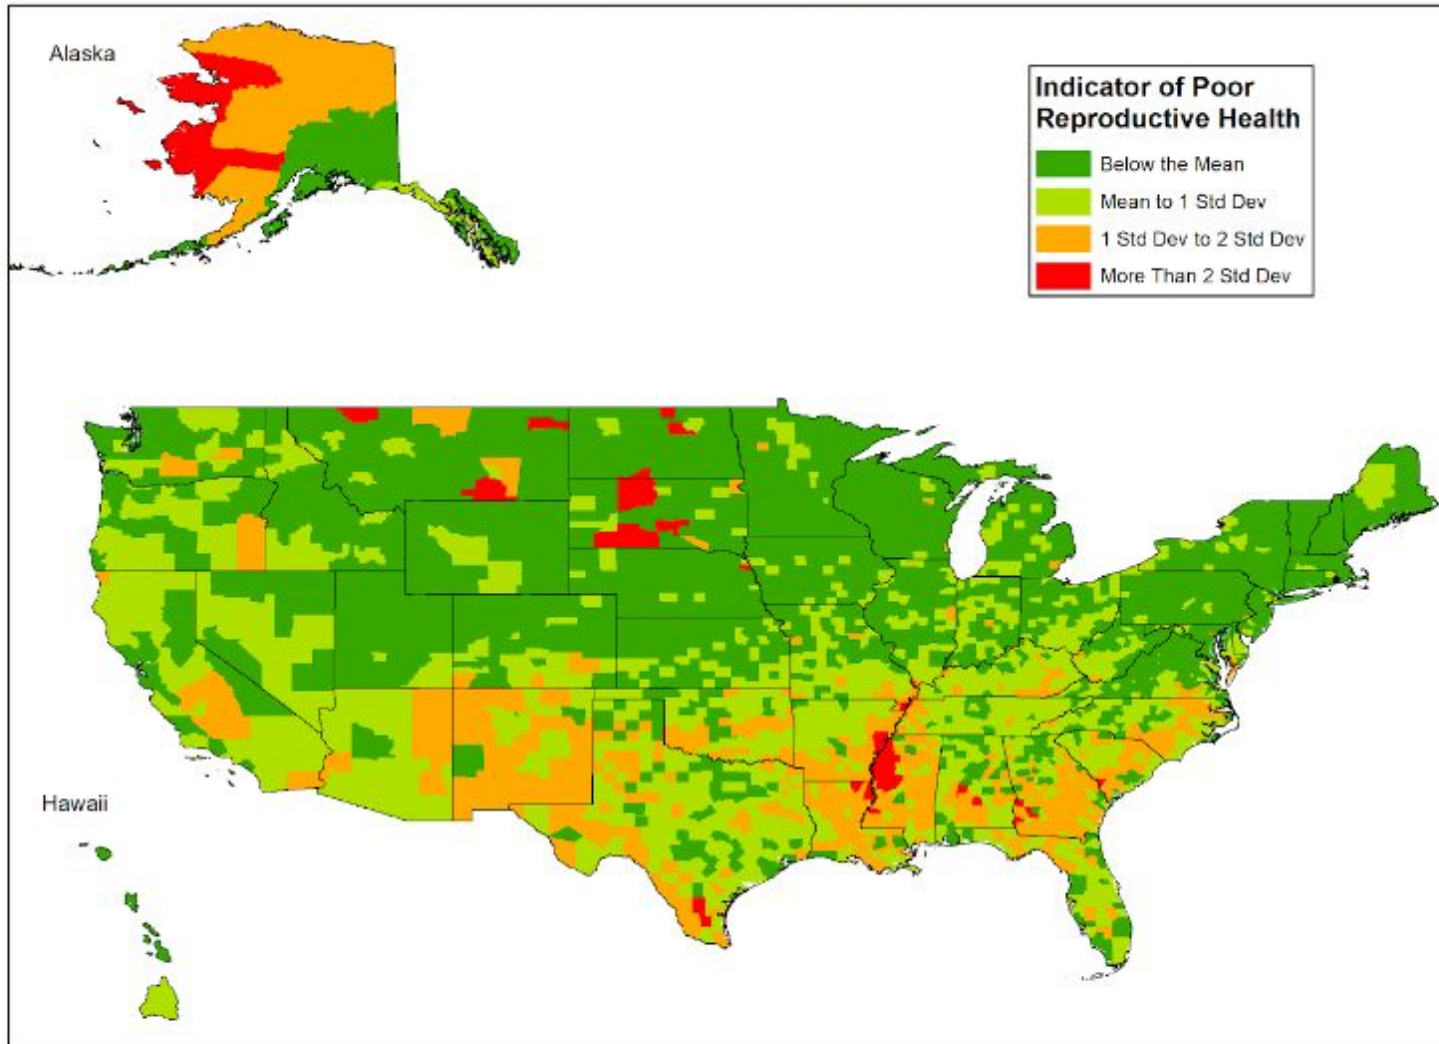 Alaska
Indicator of Poor
Reproductive Health
Below the Mean
Mean to 1 Std Dev
1 Std Dev to 2 Std Dev
More Than 2 Std Dev
Hawaii